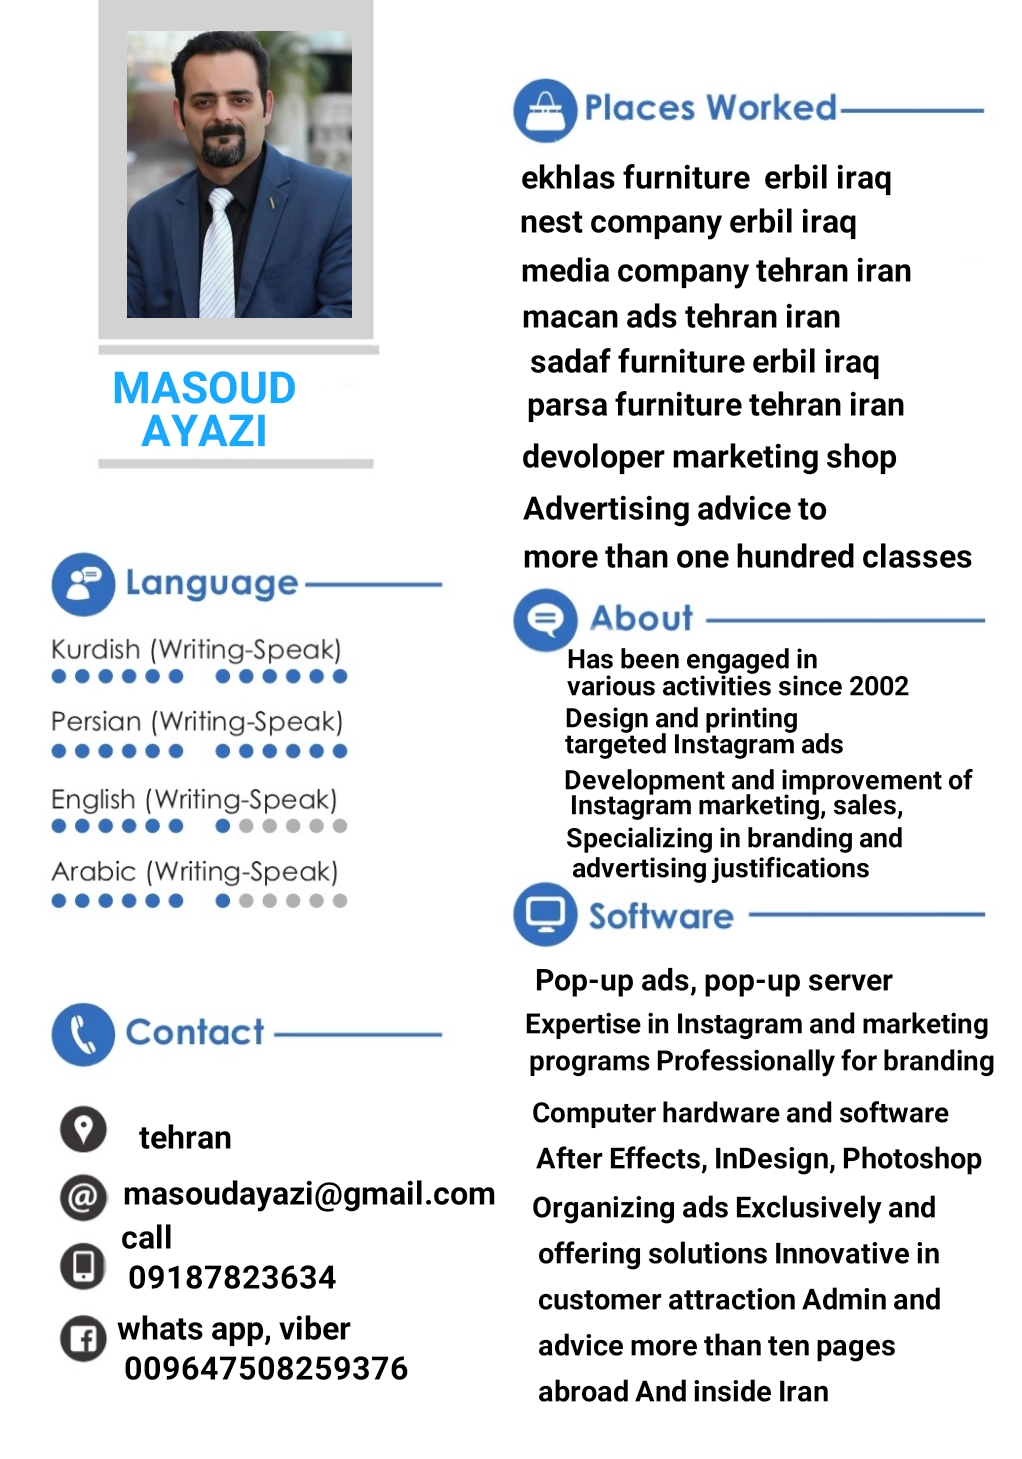 MASOUD
AYAZI
Language
Kurdish (Writing-Speak)
Persian (Writing-Speak)
English (Writing-Speak)
Arabic (Writing-Speak)
Contact
tehran
masoudayazi@gmail.com
call
09187823634
whats app, viber
009647508259376
Places Worked
ekhlas furniture erbil iraq
nest company erbil iraq
media company tehran iran
macan ads tehran iran
sadaf furniture erbil iraq
parsa furniture tehran iran
devoloper marketing shop
Advertising advice to
more than one hundred classes
About
Has been engaged in
various activities since 2002
Design and printing
targeted Instagram ads
Development and improvement of
Instagram marketing, sales,
Specializing in branding and
advertising justifications
Software
Pop-up ads, pop-up server
Expertise in Instagram and marketing
programs Professionally for branding
Computer hardware and software
After Effects, InDesign, Photoshop
Organizing ads Exclusively and
offering solutions Innovative in
customer attraction Admin and
advice more than ten pages
abroad And inside Iran